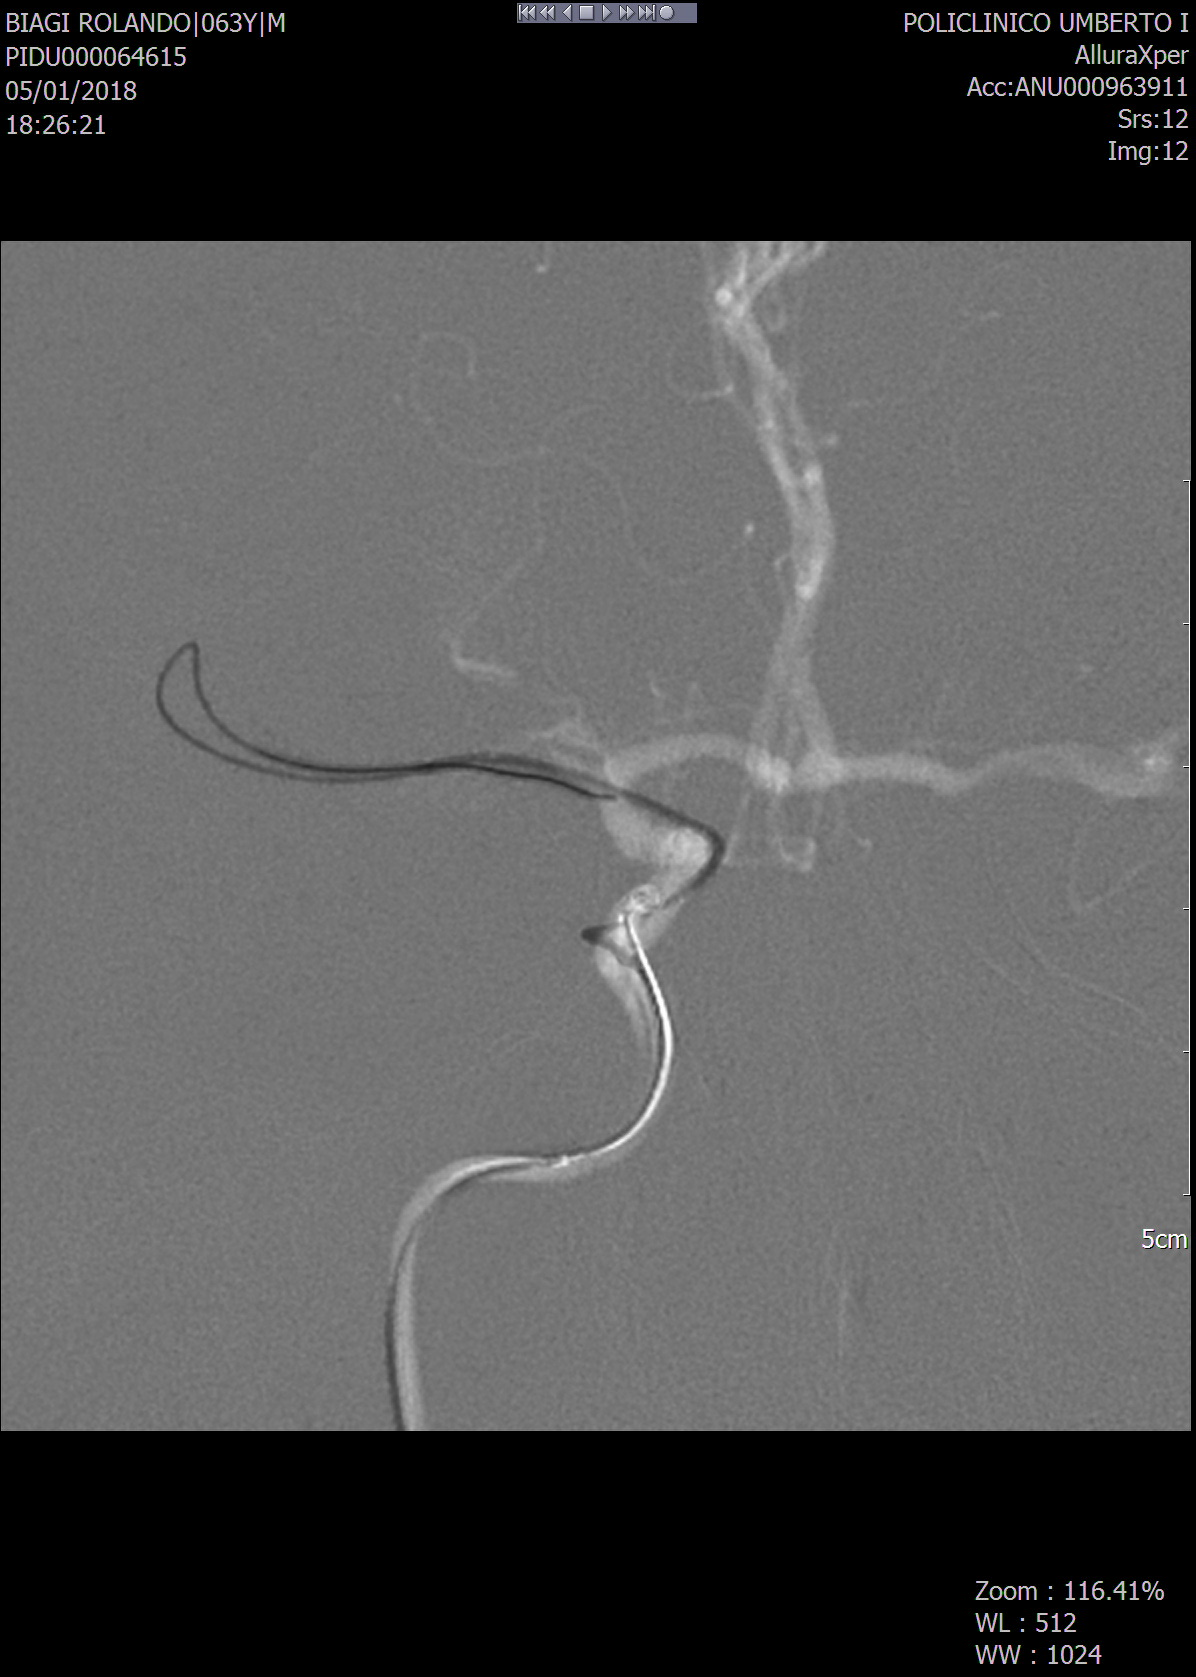 BIAGI ROLANDO|063Y|M
PIDU000064615
05/01/2018
18:26:21
POLICLINICO UMBERTO I
AlluraXper
Acc:ANU000963911
Srs:12
Img:12
5cm
Zoom : 116.41%
WL : 512
WW : 1024